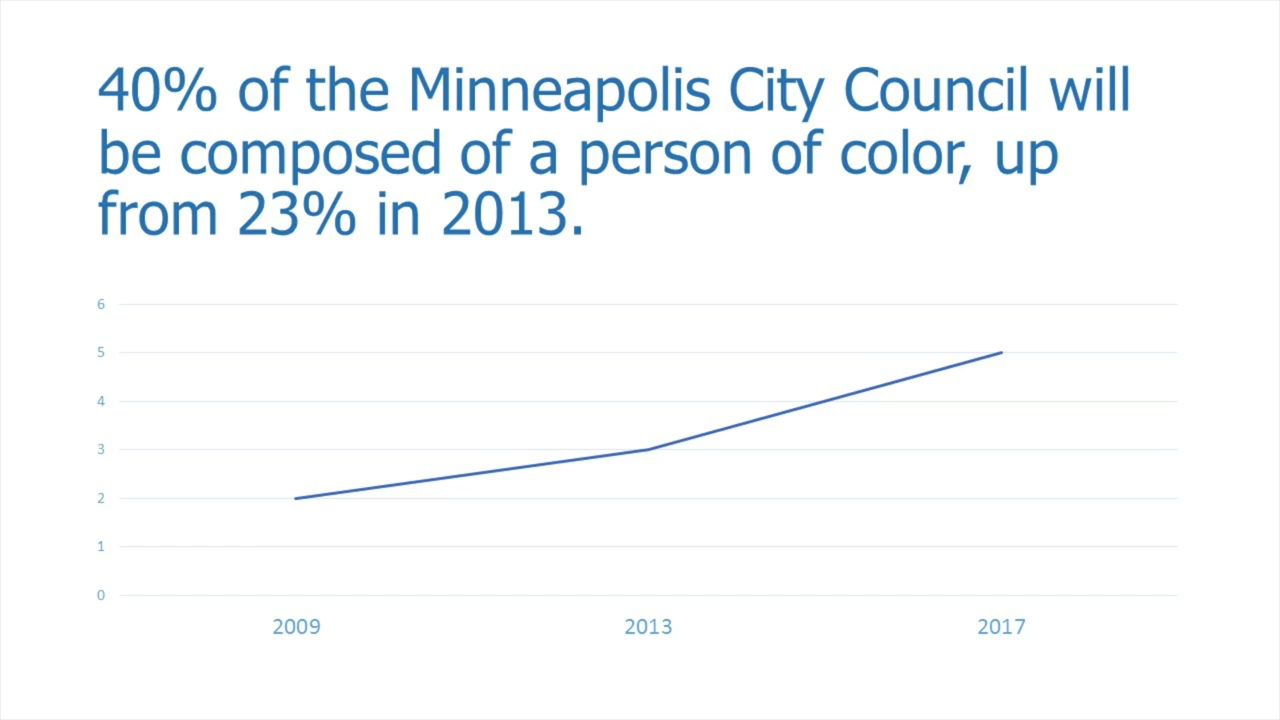 40% of the Minneapolis City Council will
be composed of a person of color, up
from 23% in 2013.
6
5
4
3
2
1
0
2009 2013 2017